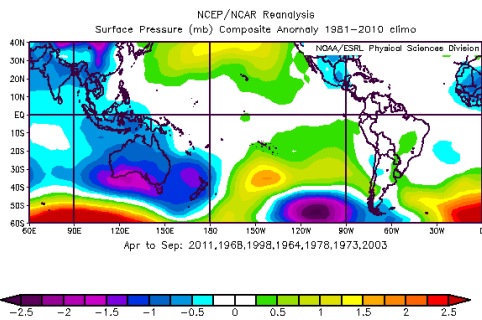 NCEP/NCAR Reanalysis
Surface Pressure (mb) Composite Anomaly 1981-2010 climo
NOAA/ESRL Physical Sciences Division
40N
30N
20N
10N
EQ
10S
20S
30S
40S
50S
60S
60E 90E 120E 150E 180 150W 120W 90W 60W 30W 0
Apr to Sep: 2011,1968,1998,1964,1978,1973,2003
-2.5 -2 -1.5 -1 -0.5 0 0.5 1 1.5 2 2.5